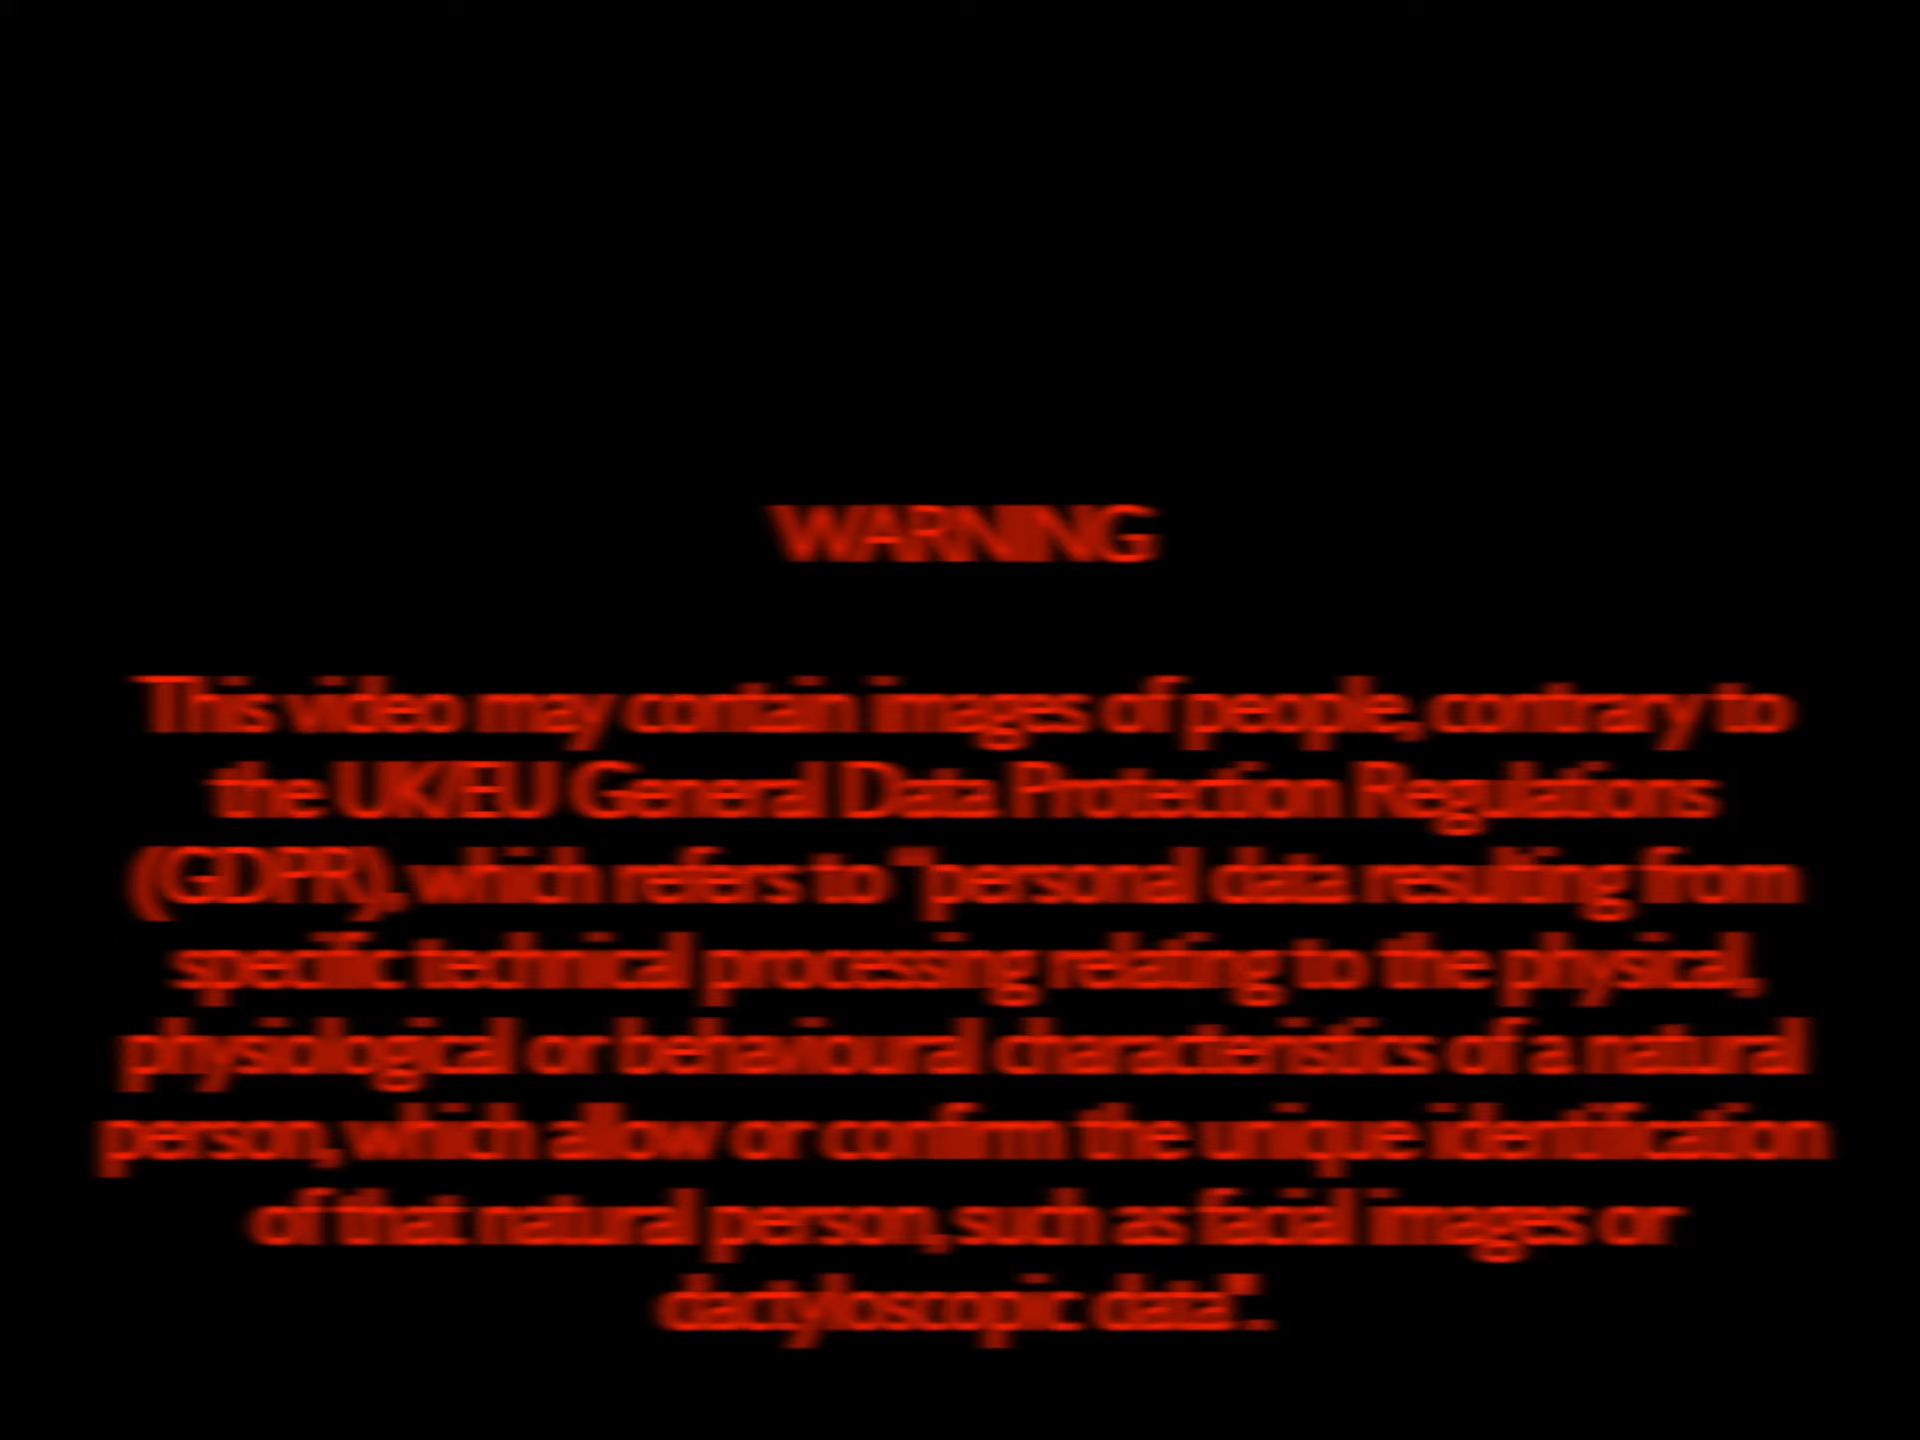 WARNING
This video may contain images of people, contrary to
the UK/EU General Data Protection Regulations
(GDPR), which refers to "personal data resulting from
specific technical processing relating to the physical,
physiological or behavioural characteristics of a natural
person, which allow or confirm the unique identification
of that natural person, such as facial images or
dactyloscopic data".